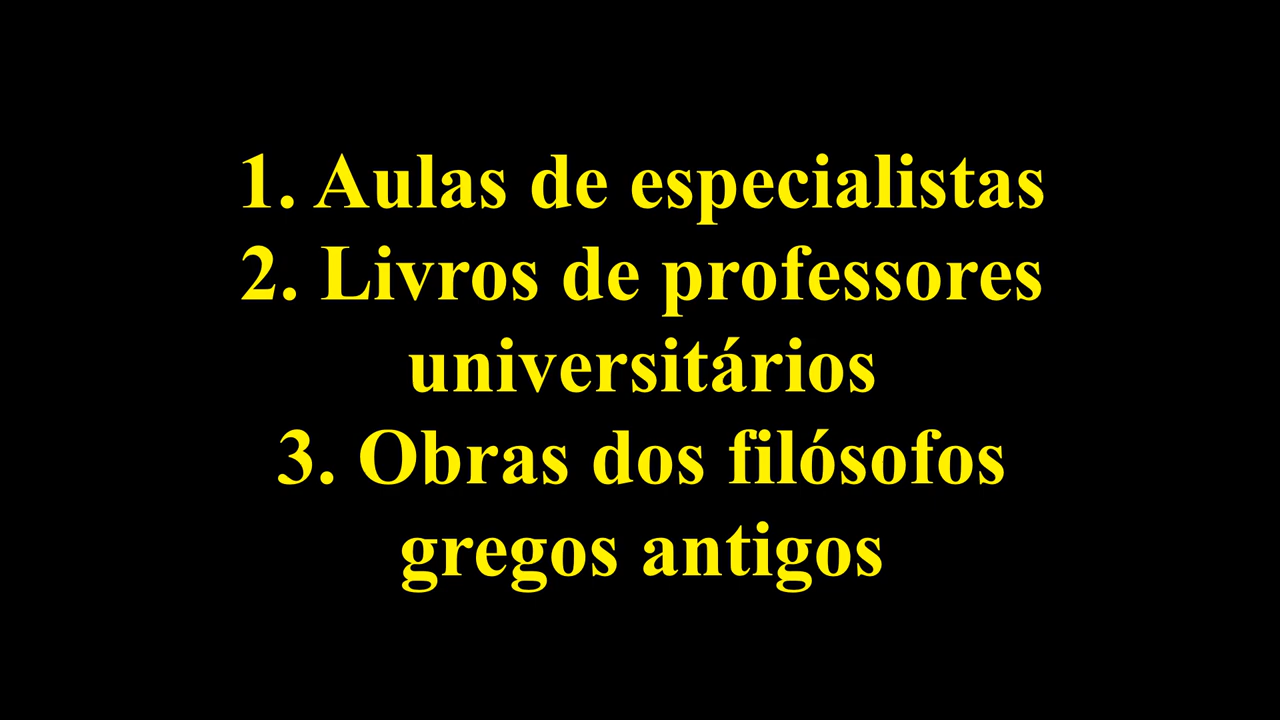 1. Aulas de especialistas
2. Livros de professores
universitários
3. Obras dos filósofos
gregos antigos